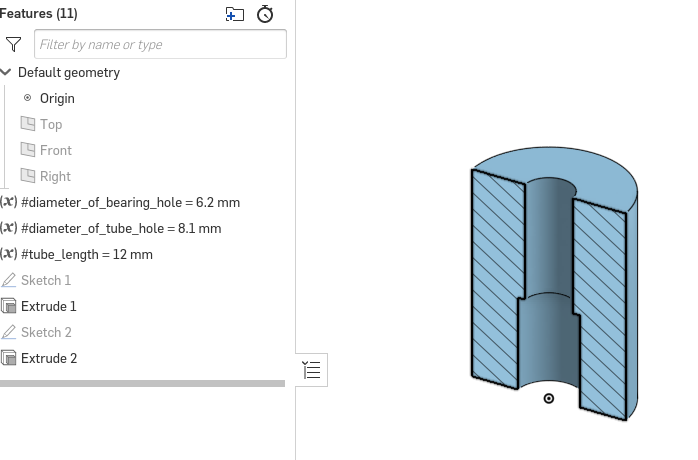 Features (11)
Filter by name or type
Default geometry
Origin
Top
Front
Right
(x) #diameter_of_bearing_hole = 6.2 mm
(x) #diameter_of_tube_hole = 8.1 mm
(x) #tube_length = 12 mm
Sketch 1
Extrude 1
Sketch 2
Extrude 2